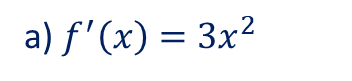 a) f'(x) = 3x²